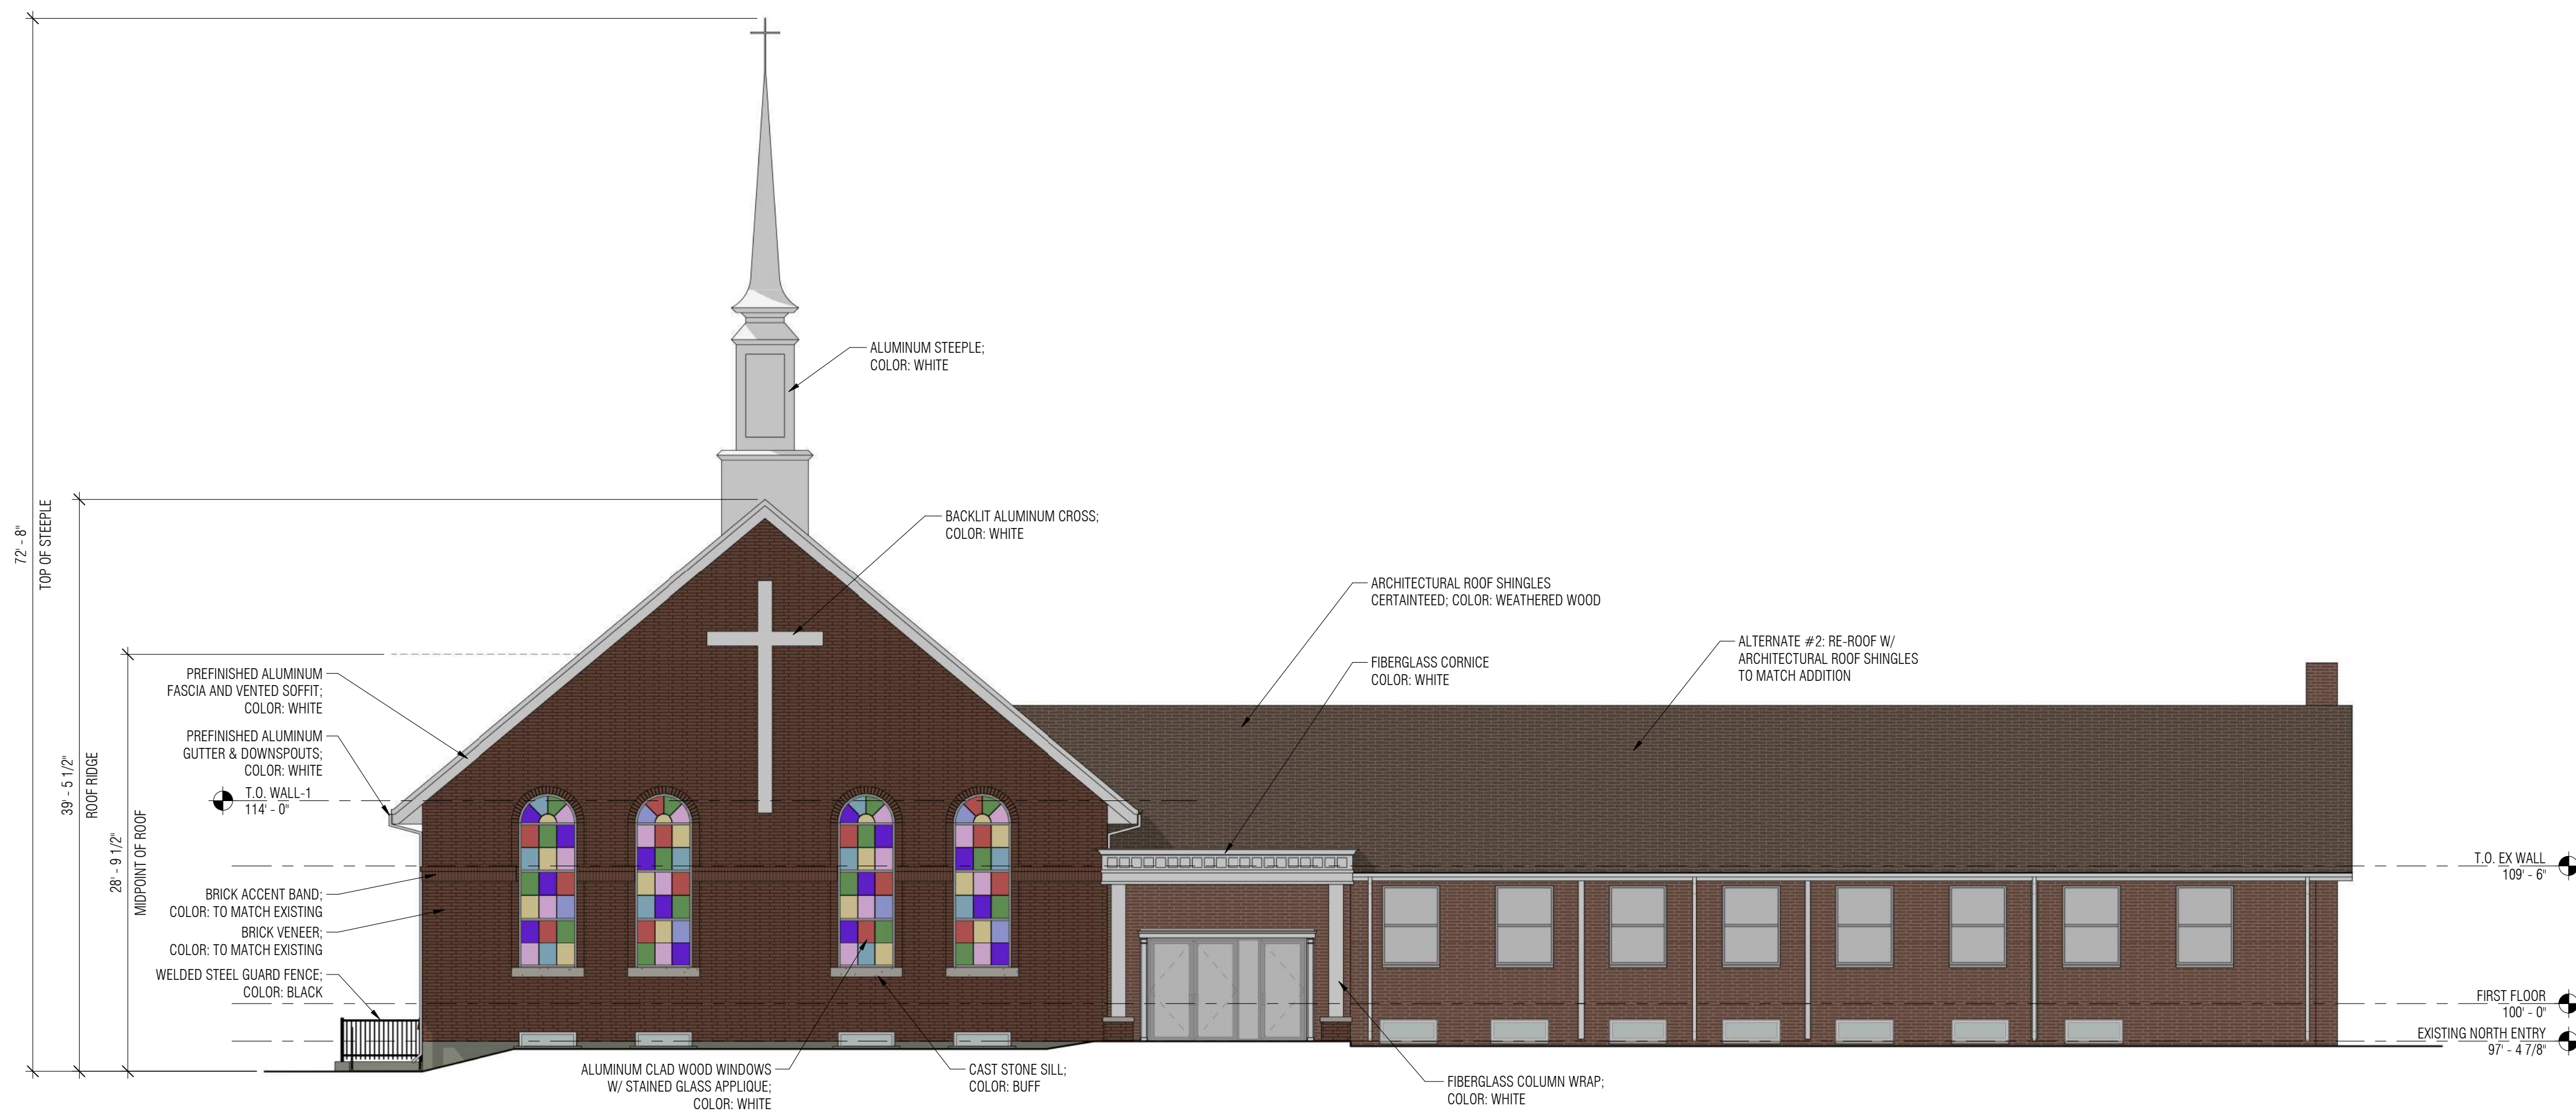 72' - 8"
TOP OF STEEPLE
39' - 5 1/2"
ROOF RIDGE
28' - 9 1/2"
MIDPOINT OF ROOF
ALUMINUM STEEPLE;
COLOR: WHITE
BACKLIT ALUMINUM CROSS;
COLOR: WHITE
ARCHITECTURAL ROOF SHINGLES
CERTAINTEED; COLOR: WEATHERED WOOD
ALTERNATE #2: RE-ROOF W/
ARCHITECTURAL ROOF SHINGLES
TO MATCH ADDITION
FIBERGLASS CORNICE
COLOR: WHITE
PREFINISHED ALUMINUM
FASCIA AND VENTED SOFFIT;
COLOR: WHITE
PREFINISHED ALUMINUM
GUTTER & DOWNSPOUTS;
COLOR: WHITE
T.O. WALL-1
114' - 0"
BRICK ACCENT BAND;
COLOR: TO MATCH EXISTING
BRICK VENEER;
COLOR: TO MATCH EXISTING
WELDED STEEL GUARD FENCE;
COLOR: BLACK
T.O. EX WALL
109' - 6"
FIRST FLOOR
100' - 0"
EXISTING NORTH ENTRY
97' - 4 7/8"
ALUMINUM CLAD WOOD WINDOWS
W/ STAINED GLASS APPLIQUE;
COLOR: WHITE
CAST STONE SILL;
COLOR: BUFF
FIBERGLASS COLUMN WRAP;
COLOR: WHITE